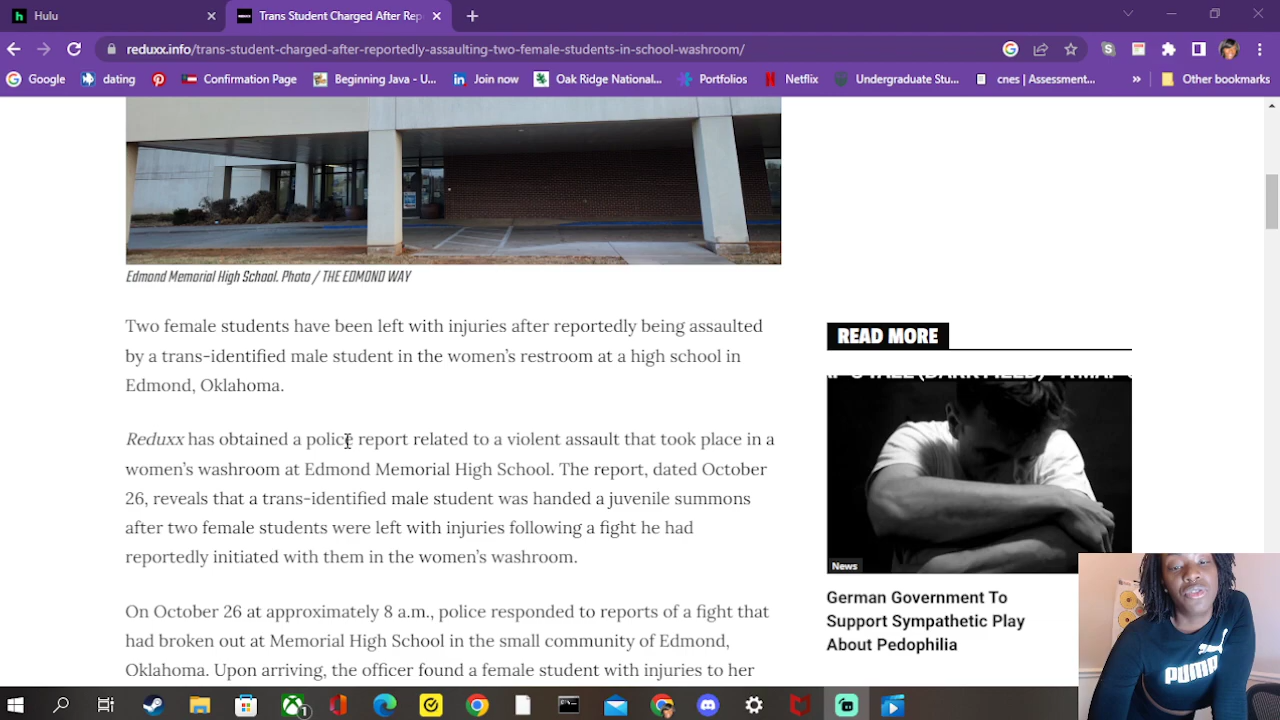 Hulu
Trans Student Charged After Rep
reduxx.info/trans-student-charged-after-reportedly-assaulting-two-female-students-in-school-washroom/
Google
dating
Confirmation Page
Beginning Java - U...
Join now
Oak Ridge National...
Portfolios
Netflix
Undergraduate Stu...
cnes | Assessment...
Other bookmarks
Edmond Memorial High School. Photo / THE EDMOND WAY
Two female students have been left with injuries after reportedly being assaulted
by a trans-identified male student in the women's restroom at a high school in
Edmond, Oklahoma.
Reduxx has obtained a police report related to a violent assault that took place in a
women's washroom at Edmond Memorial High School. The report, dated October
26, reveals that a trans-identified male student was handed a juvenile summons
after two female students were left with injuries following a fight he had
reportedly initiated with them in the women's washroom.
On October 26 at approximately 8 a.m., police responded to reports of a fight that
had broken out at Memorial High School in the small community of Edmond,
Oklahoma. Upon arriving, the officer found a female student with injuries to her
READ MORE
News
German Government To
Support Sympathetic Play
About Pedophilia
PUMA